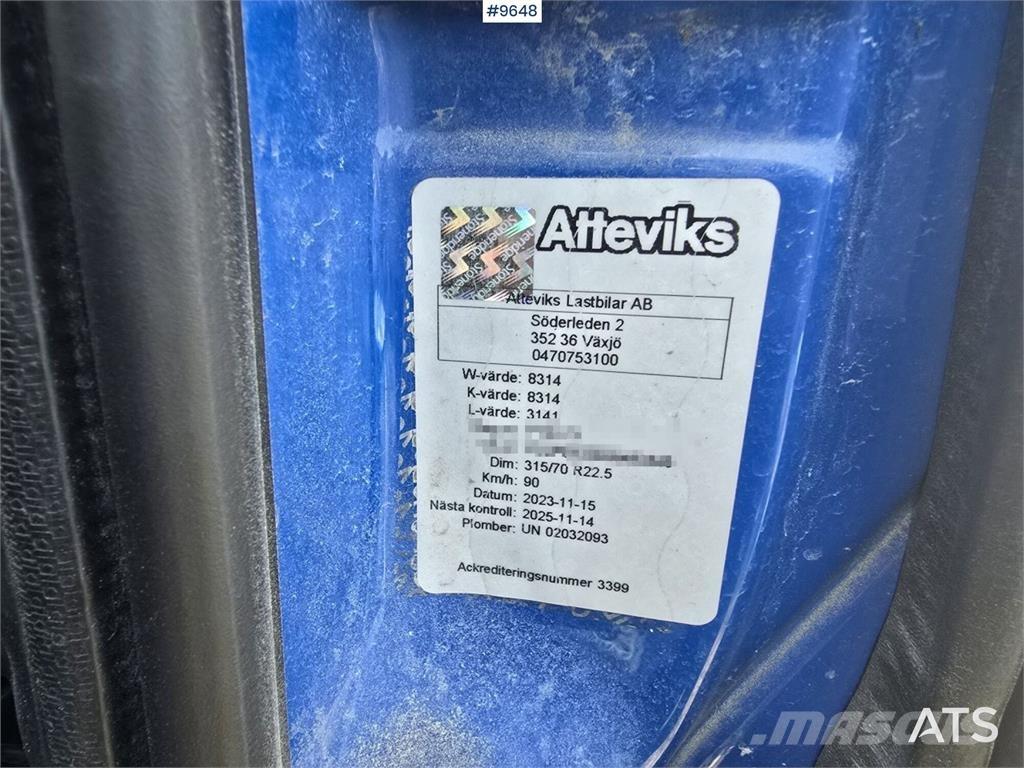 #9648
Atteviks
Stoneridge
Atteviks Lastbilar AB
Söderleden 2
352 36 Växjö
0470753100
W-värde: 8314
K-värde: 8314
L-värde: 3141
Dim: 315/70 R22.5
Km/h: 90
Datum: 2023-11-15
Nästa kontroll: 2025-11-14
Plomber: UN 02032093
Ackrediteringsnummer 3399
MASCUS
ATS